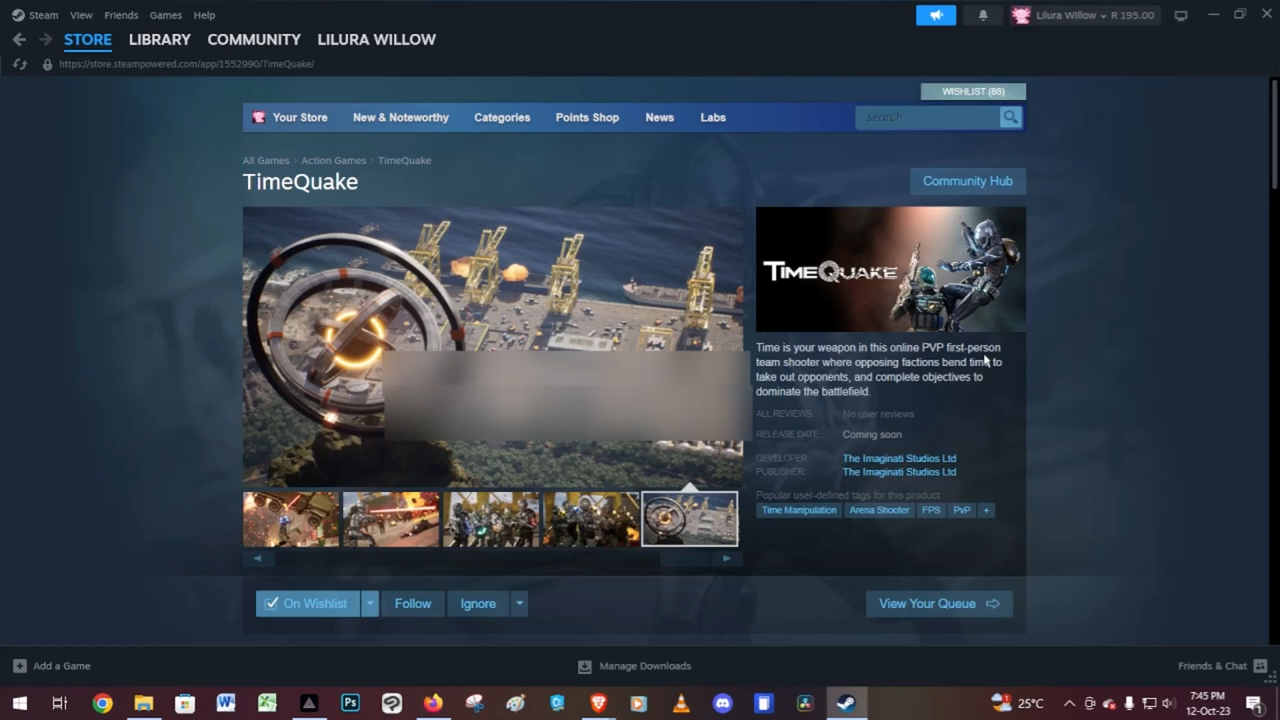 Steam View Friends Games Help
Lilura Willow R 195.00
STORE LIBRARY COMMUNITY LILURA WILLOW
https://store.steampowered.com/app/1552990/TimeQuake/
WISHLIST (88)
Your Store New & Noteworthy Categories Points Shop News Labs search
All Games > Action Games > TimeQuake
TimeQuake
Community Hub
TIMEQUAKE
Time is your weapon in this online PVP first-person
team shooter where opposing factions bend time to
take out opponents, and complete objectives to
dominate the battlefield.
ALL REVIEWS: No user reviews
RELEASE DATE: Coming soon
DEVELOPER: The Imaginati Studios Ltd
PUBLISHER: The Imaginati Studios Ltd
Popular user-defined tags for this product:
Time Manipulation Arena Shooter FPS PvP +
On Wishlist Follow Ignore View Your Queue
Add a Game Manage Downloads Friends & Chat
Ps
25°C
7:45 PM
12-Oct-23
1